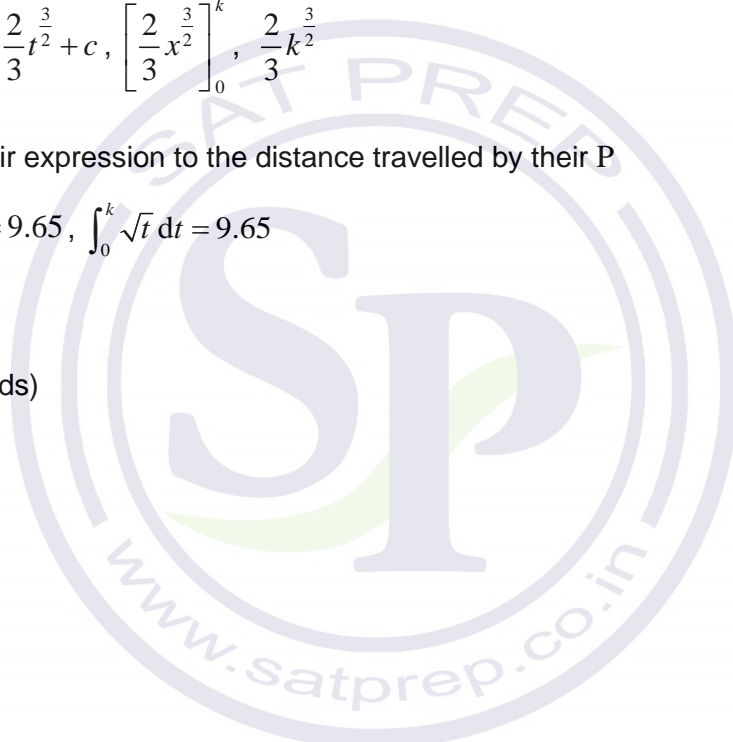 2/3 t^{3/2} + c , [2/3 x^{3/2}]_0^k , 2/3 k^{3/2}
ir expression to the distance travelled by their P
9.65 , ∫_0^k √t dt = 9.65
ds)
SAT PREP
SP
www.satprep.co.in